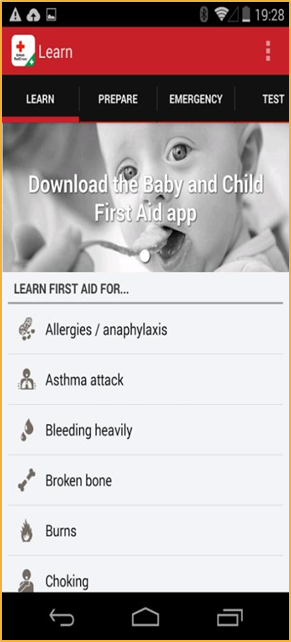 19:28
Learn
LEARN PREPARE EMERGENCY TEST
Download the Baby and Child
First Aid app
LEARN FIRST AID FOR...
Allergies / anaphylaxis
Asthma attack
Bleeding heavily
Broken bone
Burns
Choking